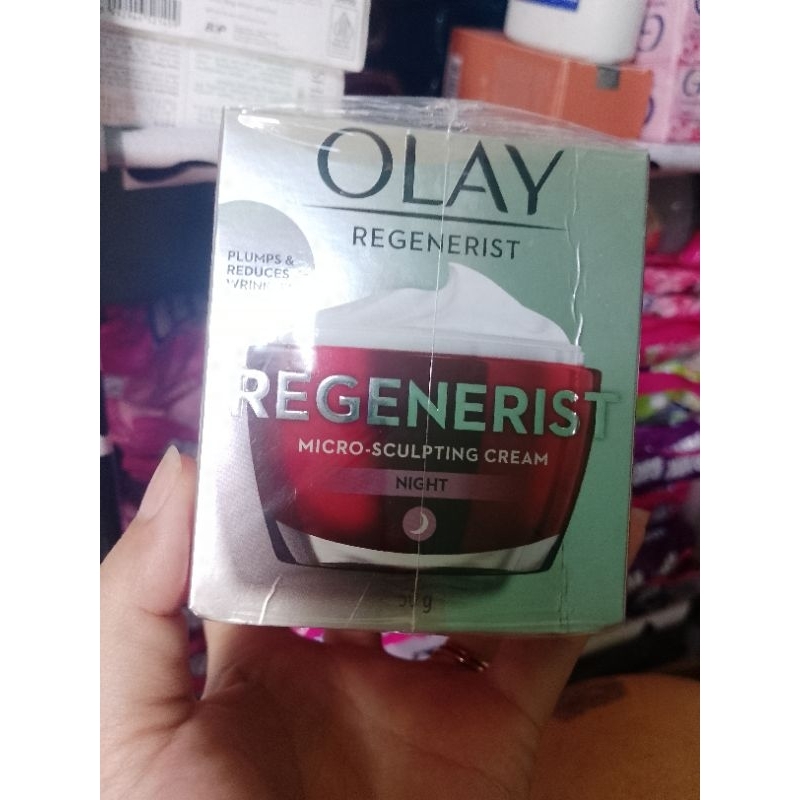 OLAY
REGENERIST
PLUMPS &
REDUCES
REGENERIST
MICRO-SCULPTING CREAM
NIGHT